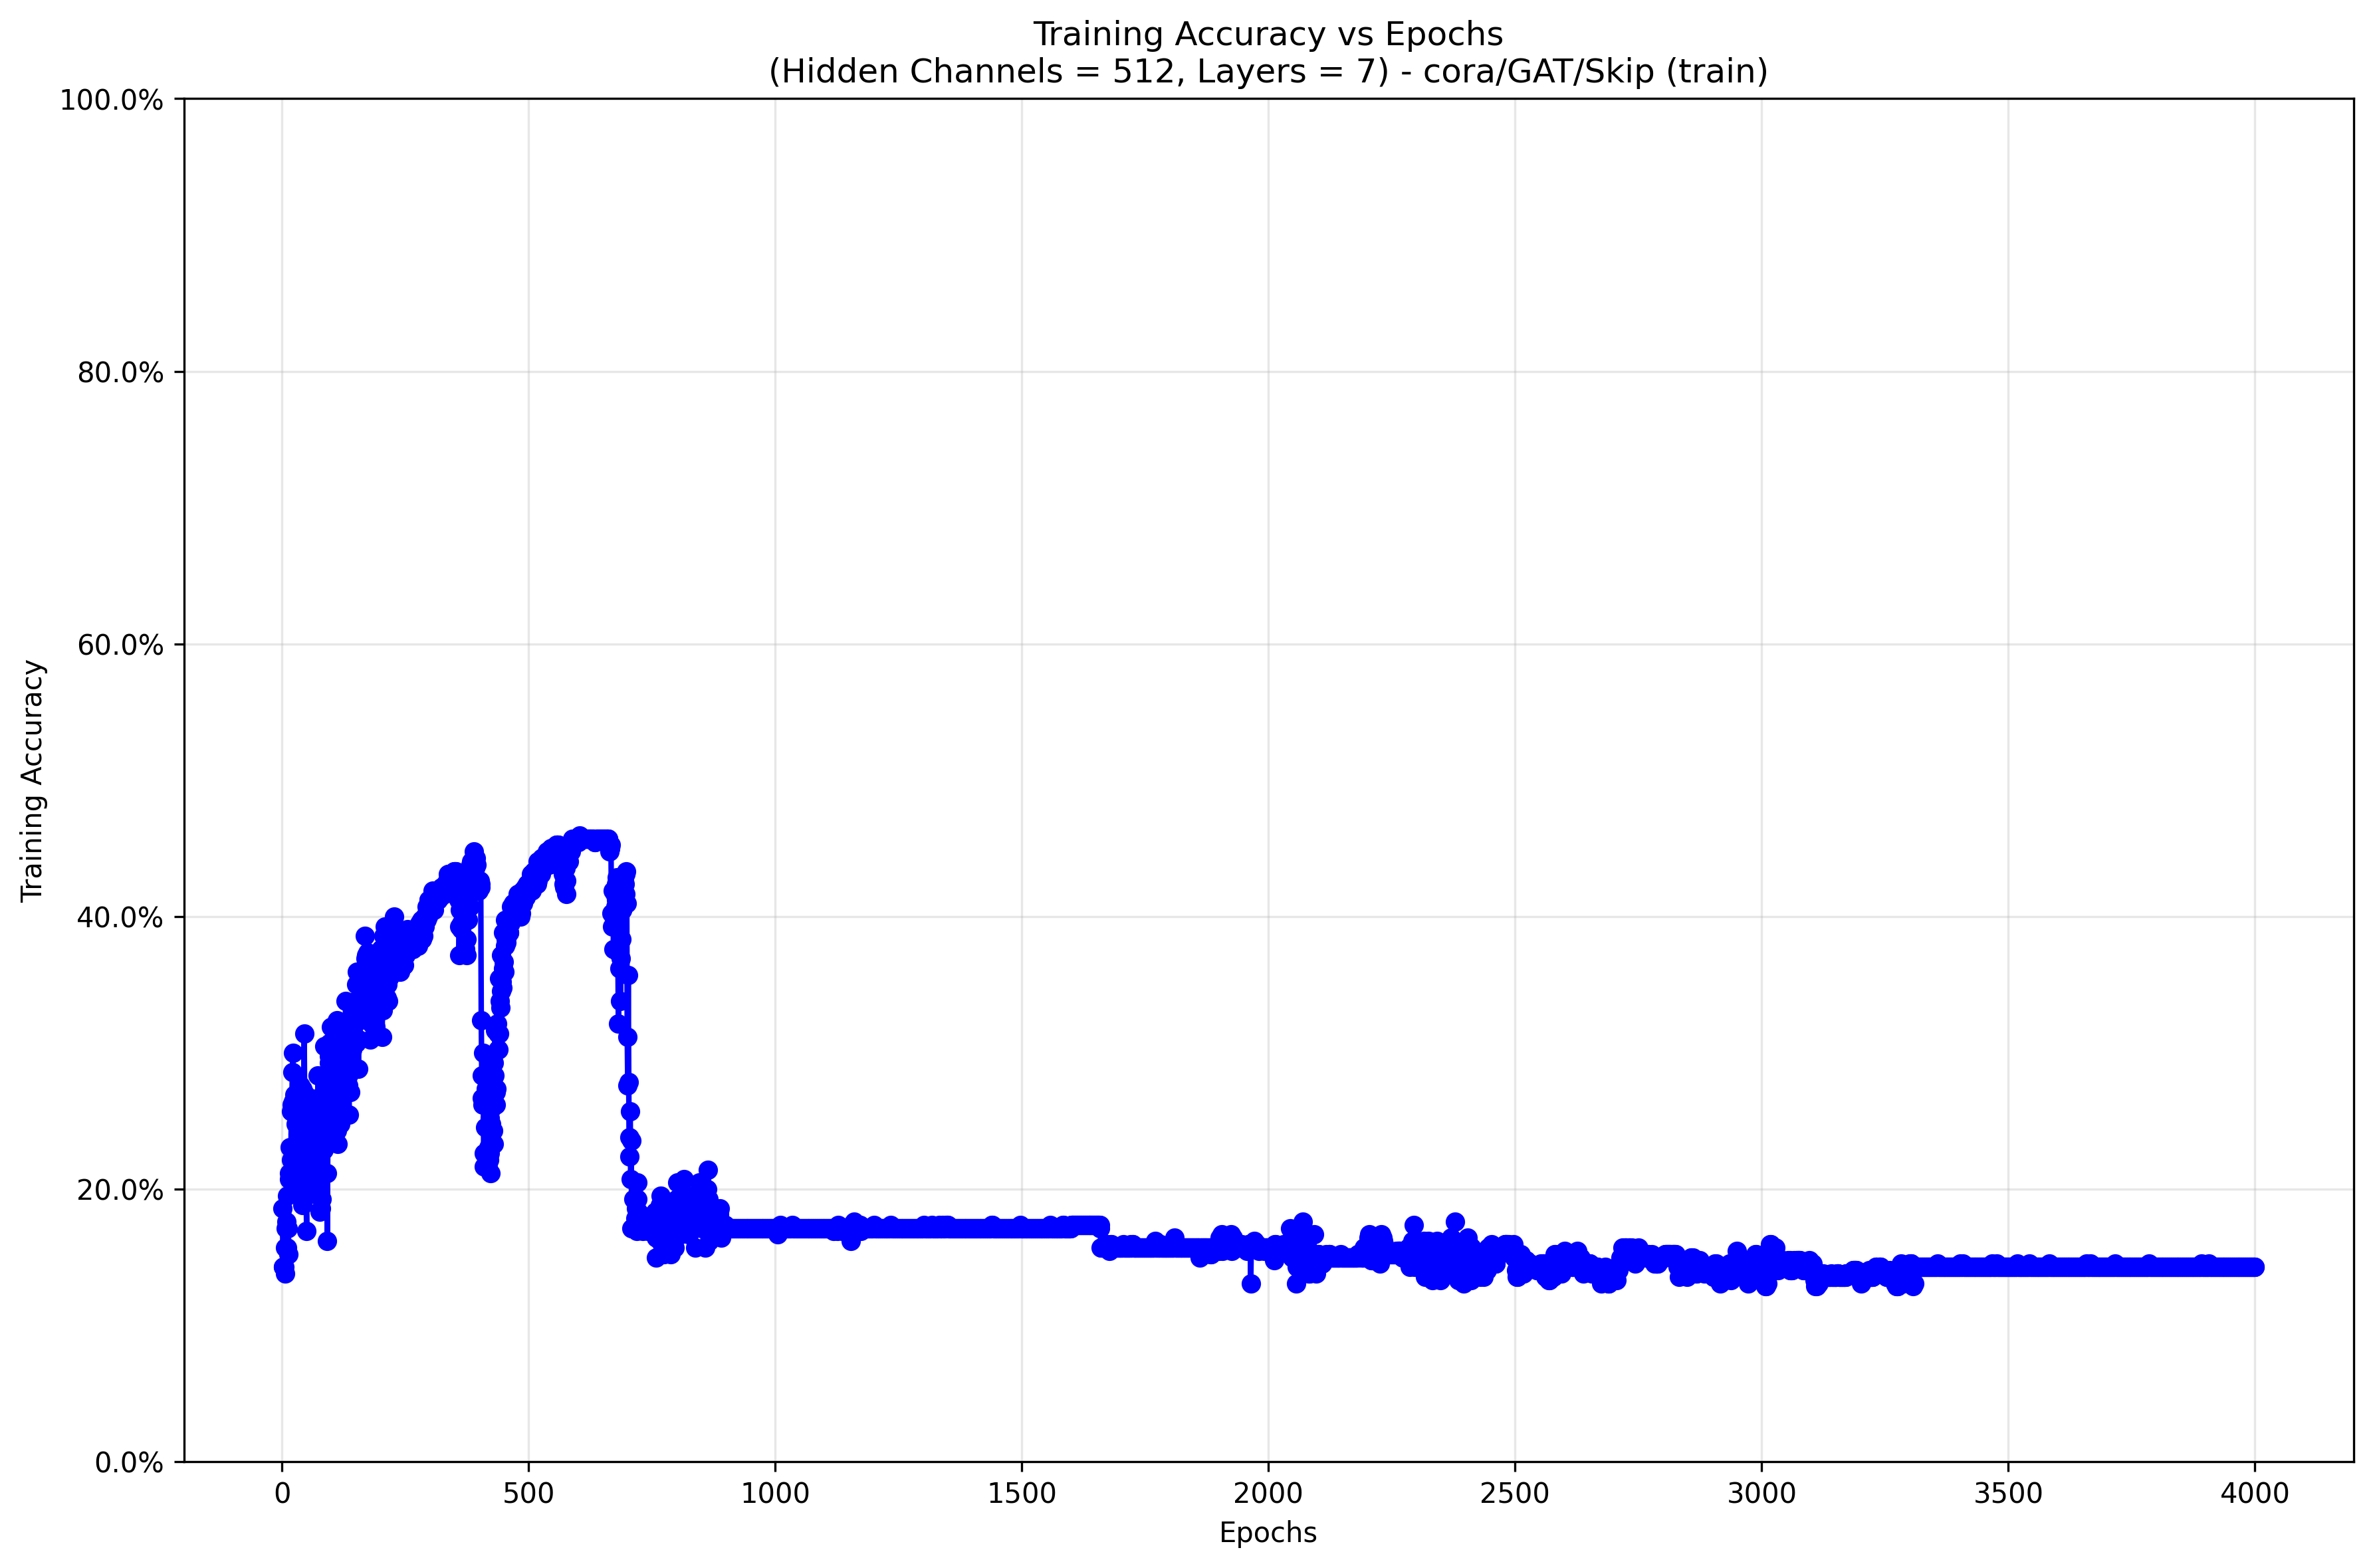 Training Accuracy vs Epochs
(Hidden Channels = 512, Layers = 7) - cora/GAT/Skip (train)
100.0%
80.0%
60.0%
40.0%
20.0%
0.0%
Training Accuracy
0 500 1000 1500 2000 2500 3000 3500 4000
Epochs